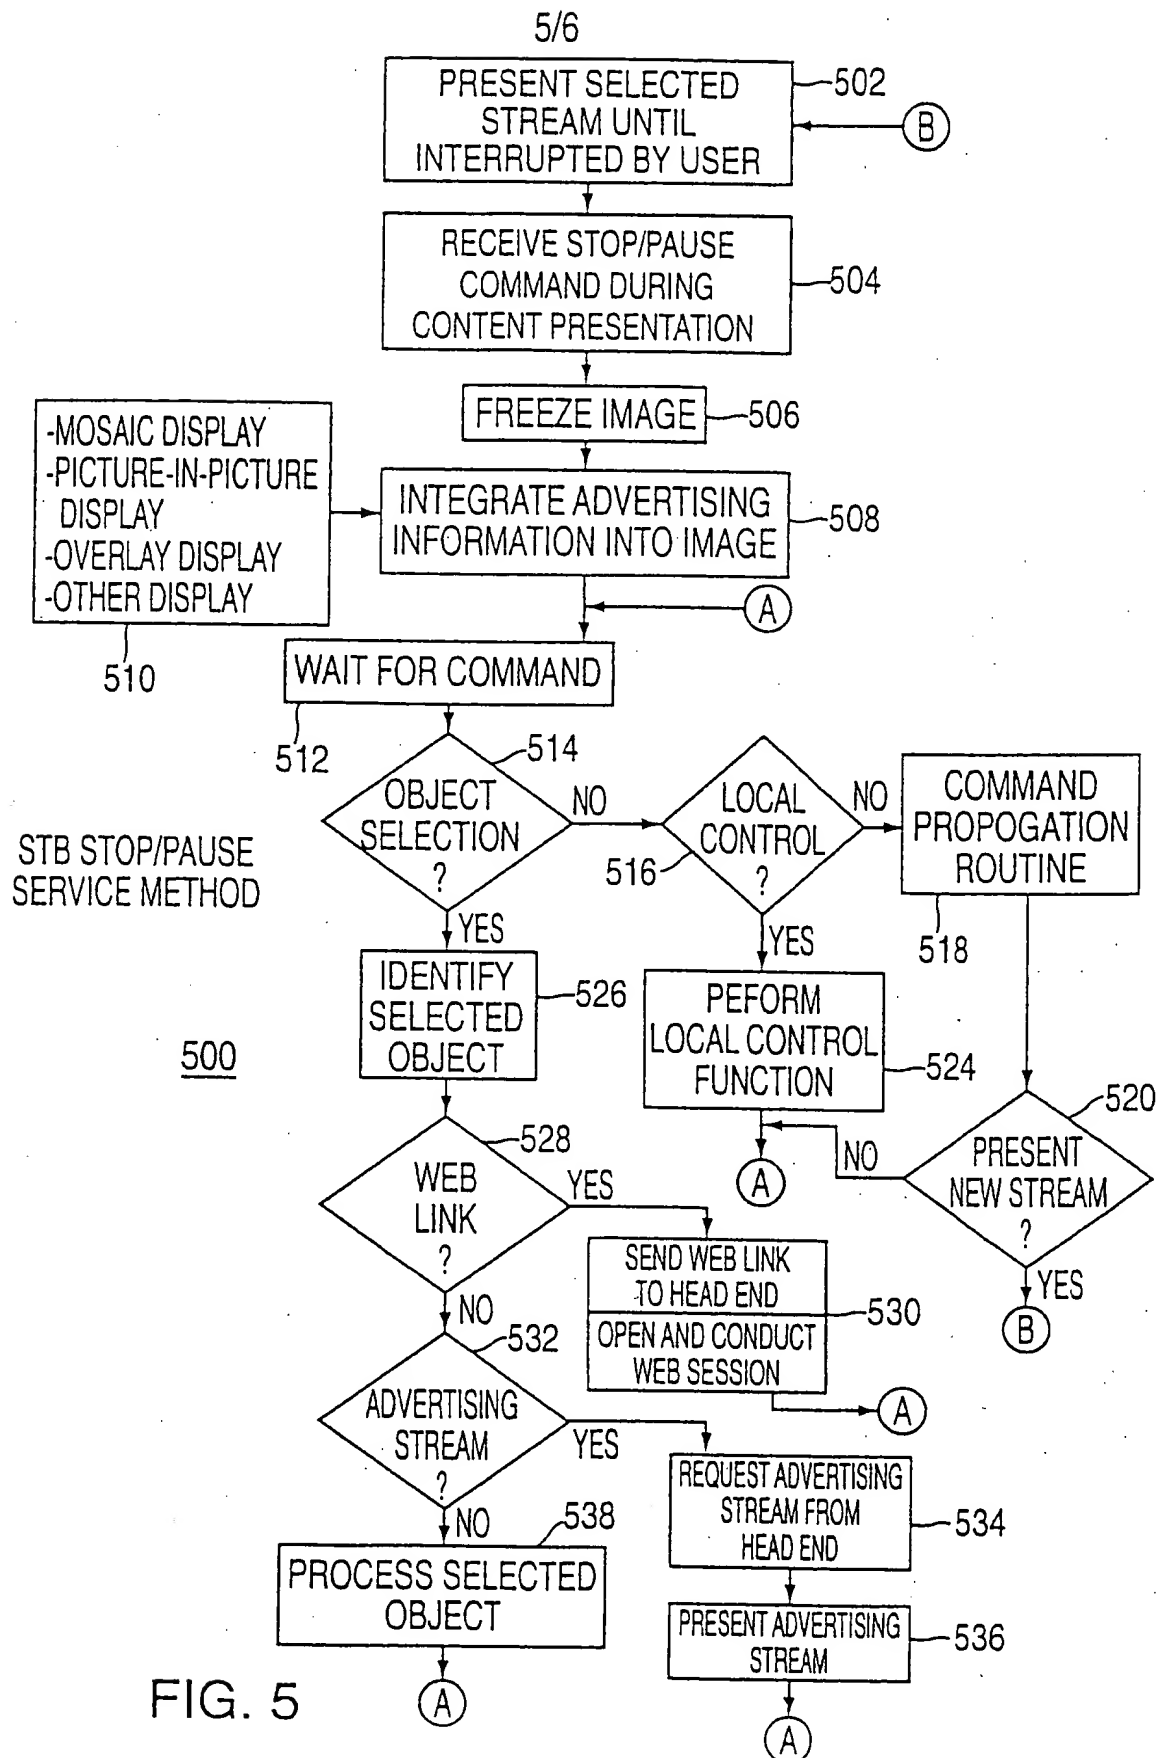 5/6
PRESENT SELECTED
STREAM UNTIL
INTERRUPTED BY USER
502
B
RECEIVE STOP/PAUSE
COMMAND DURING
CONTENT PRESENTATION
504
FREEZE IMAGE
506
-MOSAIC DISPLAY
-PICTURE-IN-PICTURE
DISPLAY
-OVERLAY DISPLAY
-OTHER DISPLAY
510
INTEGRATE ADVERTISING
INFORMATION INTO IMAGE
508
A
WAIT FOR COMMAND
512
OBJECT
SELECTION
?
514
NO
LOCAL
CONTROL
?
516
NO
COMMAND
PROPOGATION
ROUTINE
518
STB STOP/PAUSE
SERVICE METHOD
500
YES
IDENTIFY
SELECTED
OBJECT
526
YES
PEFORM
LOCAL CONTROL
FUNCTION
524
A
PRESENT
NEW STREAM
?
520
NO
YES
B
WEB
LINK
?
528
YES
SEND WEB LINK
TO HEAD END
OPEN AND CONDUCT
WEB SESSION
530
A
NO
ADVERTISING
STREAM
?
532
YES
REQUEST ADVERTISING
STREAM FROM
HEAD END
534
PRESENT ADVERTISING
STREAM
536
A
NO
PROCESS SELECTED
OBJECT
538
A
FIG. 5